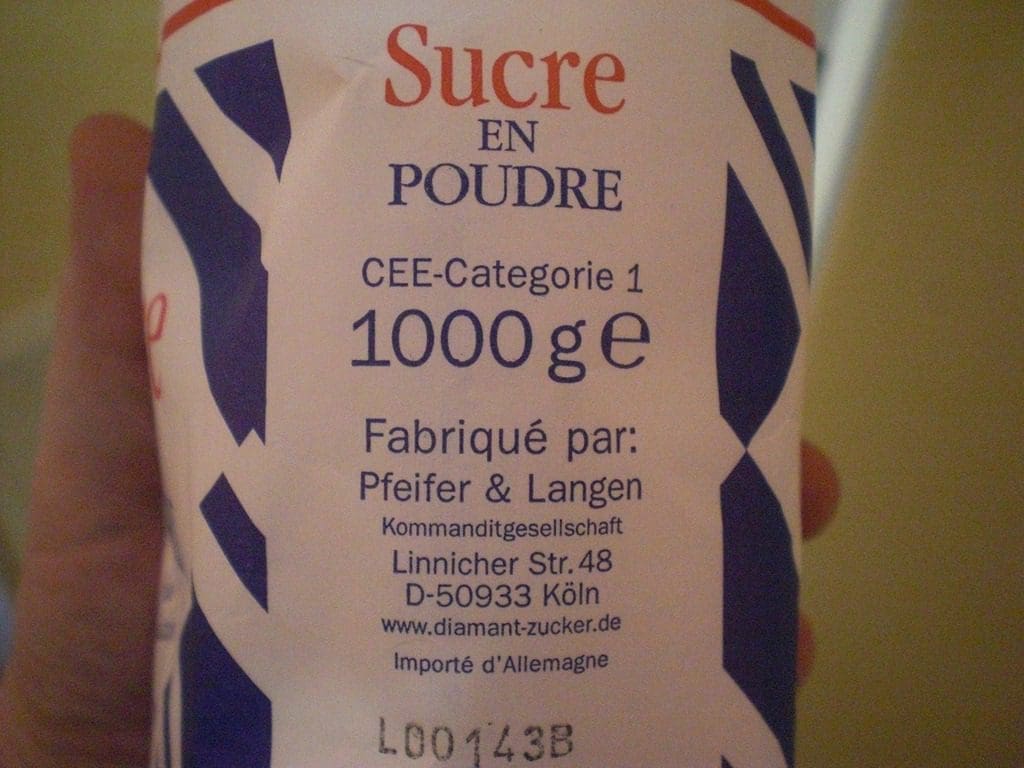 Sucre
EN
POUDRE
CEE-Categorie 1
1000 g e
Fabriqué par:
Pfeifer & Langen
Kommanditgesellschaft
Linnicher Str. 48
D-50933 Köln
www.diamant-zucker.de
Importé d'Allemagne
L00143B